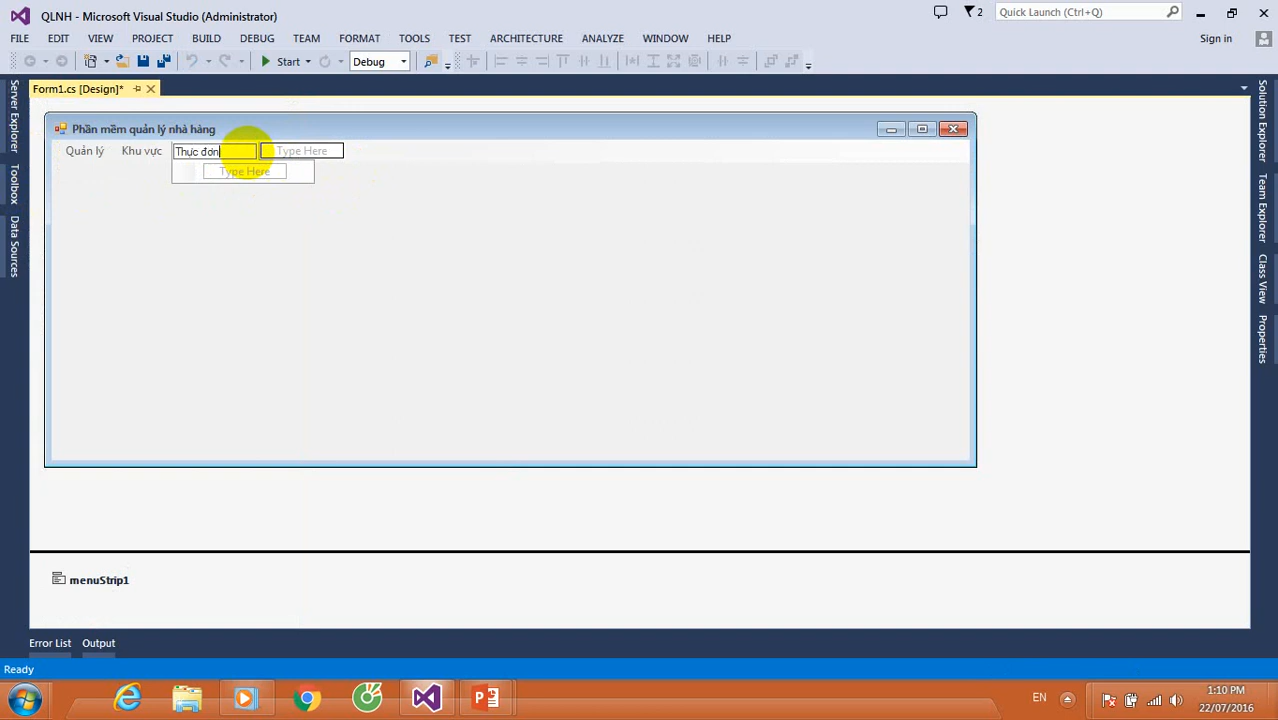 QLNH - Microsoft Visual Studio (Administrator)
2
Quick Launch (Ctrl+Q)
FILE EDIT VIEW PROJECT BUILD DEBUG TEAM FORMAT TOOLS TEST ARCHITECTURE ANALYZE WINDOW HELP
Sign in
Start
Debug
Form1.cs [Design]*
Server Explorer
Toolbox
Data Sources
Phần mềm quản lý nhà hàng
Quản lý Khu vực Thực đơn Type Here
Type Here
Solution Explorer
Team Explorer
Class View
Properties
menuStrip1
Error List Output
Ready
EN
1:10 PM
22/07/2016